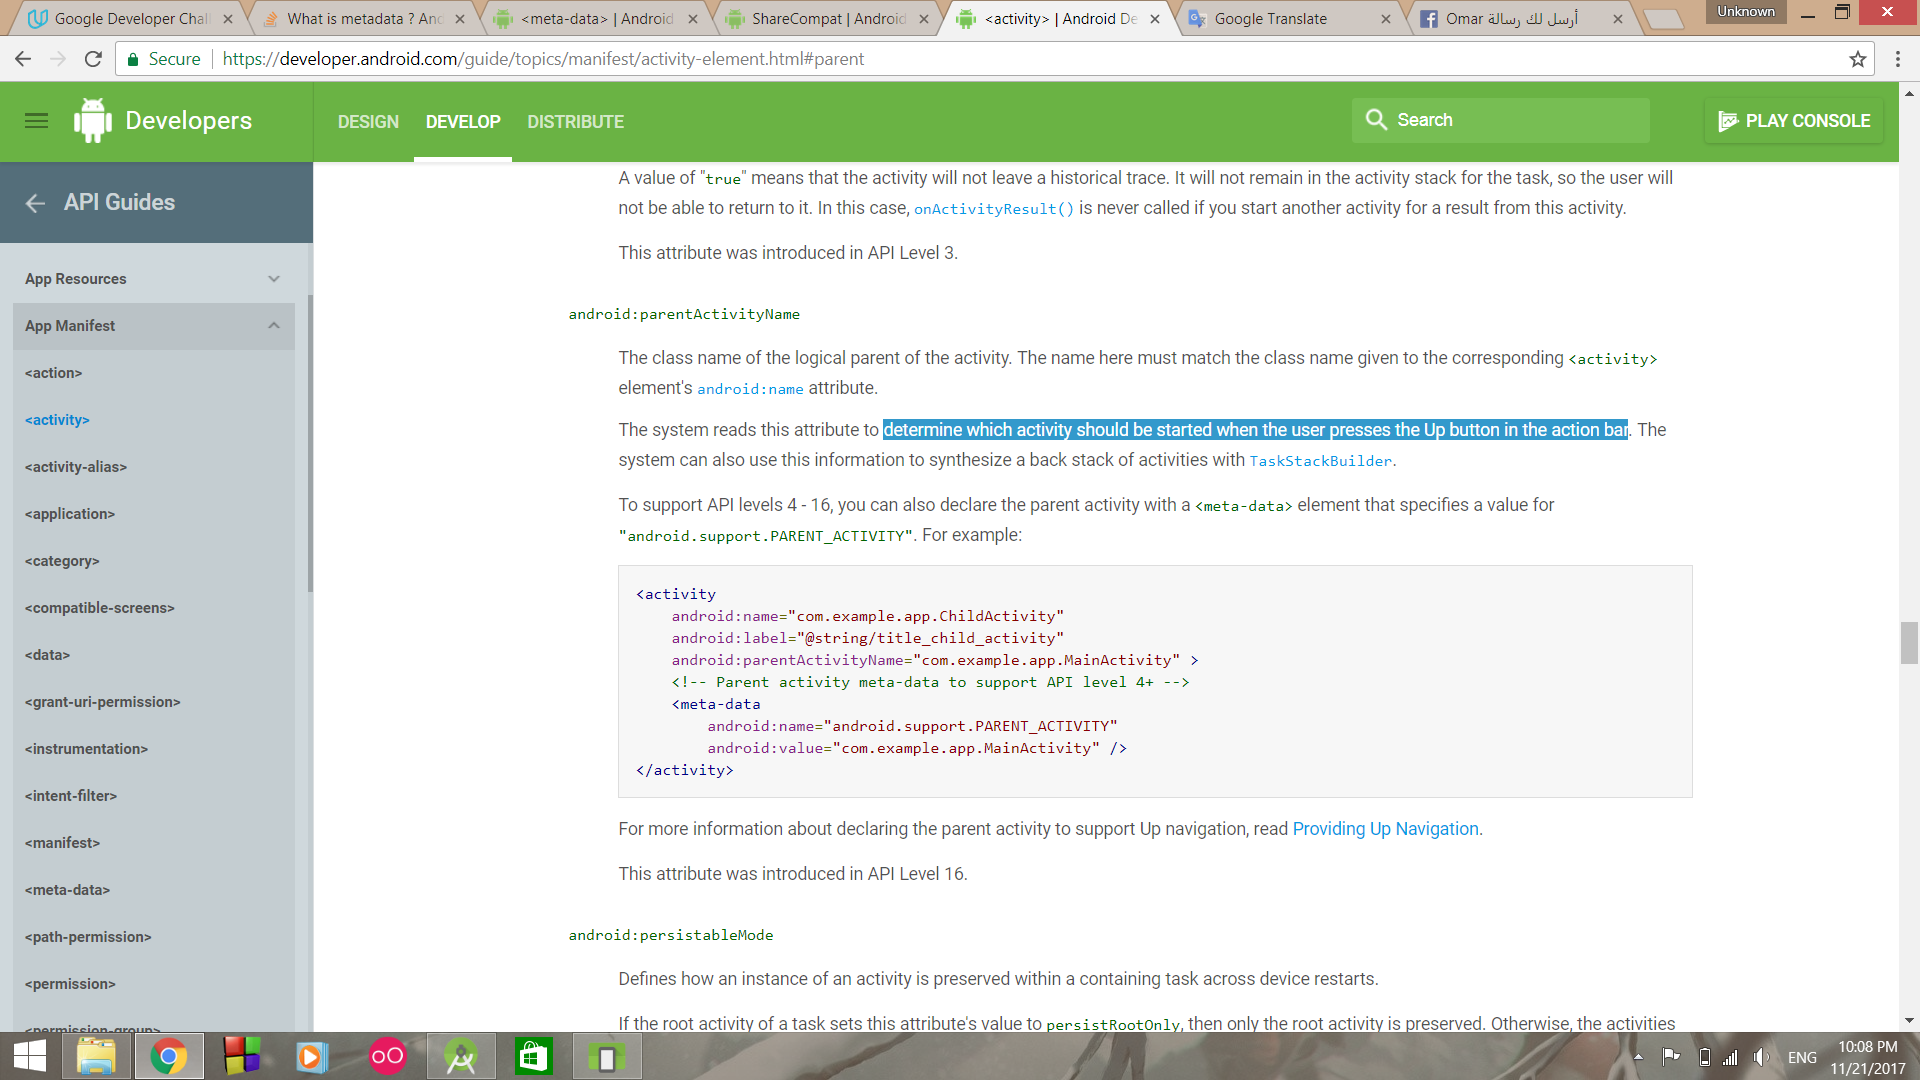 Google Developer Chall
What is metadata ? And
<meta-data> | Android
ShareCompat | Android
<activity> | Android De
Google Translate
أرسل لك رسالة Omar
Unknown
Secure
https://developer.android.com/guide/topics/manifest/activity-element.html#parent
Developers
DESIGN
DEVELOP
DISTRIBUTE
Search
PLAY CONSOLE
API Guides
App Resources
App Manifest
<action>
<activity>
<activity-alias>
<application>
<category>
<compatible-screens>
<data>
<grant-uri-permission>
<instrumentation>
<intent-filter>
<manifest>
<meta-data>
<path-permission>
<permission>
<permission-group>
A value of "true" means that the activity will not leave a historical trace. It will not remain in the activity stack for the task, so the user will
not be able to return to it. In this case, onActivityResult() is never called if you start another activity for a result from this activity.
This attribute was introduced in API Level 3.
android:parentActivityName
The class name of the logical parent of the activity. The name here must match the class name given to the corresponding <activity>
element's android:name attribute.
The system reads this attribute to determine which activity should be started when the user presses the Up button in the action bar. The
system can also use this information to synthesize a back stack of activities with TaskStackBuilder.
To support API levels 4 - 16, you can also declare the parent activity with a <meta-data> element that specifies a value for
"android.support.PARENT_ACTIVITY". For example:
<activity
android:name="com.example.app.ChildActivity"
android:label="@string/title_child_activity"
android:parentActivityName="com.example.app.MainActivity" >
<!-- Parent activity meta-data to support API level 4+ -->
<meta-data
android:name="android.support.PARENT_ACTIVITY"
android:value="com.example.app.MainActivity" />
</activity>
For more information about declaring the parent activity to support Up navigation, read Providing Up Navigation.
This attribute was introduced in API Level 16.
android:persistableMode
Defines how an instance of an activity is preserved within a containing task across device restarts.
If the root activity of a task sets this attribute's value to persistRootOnly, then only the root activity is preserved. Otherwise, the activities
ENG
10:08 PM
11/21/2017